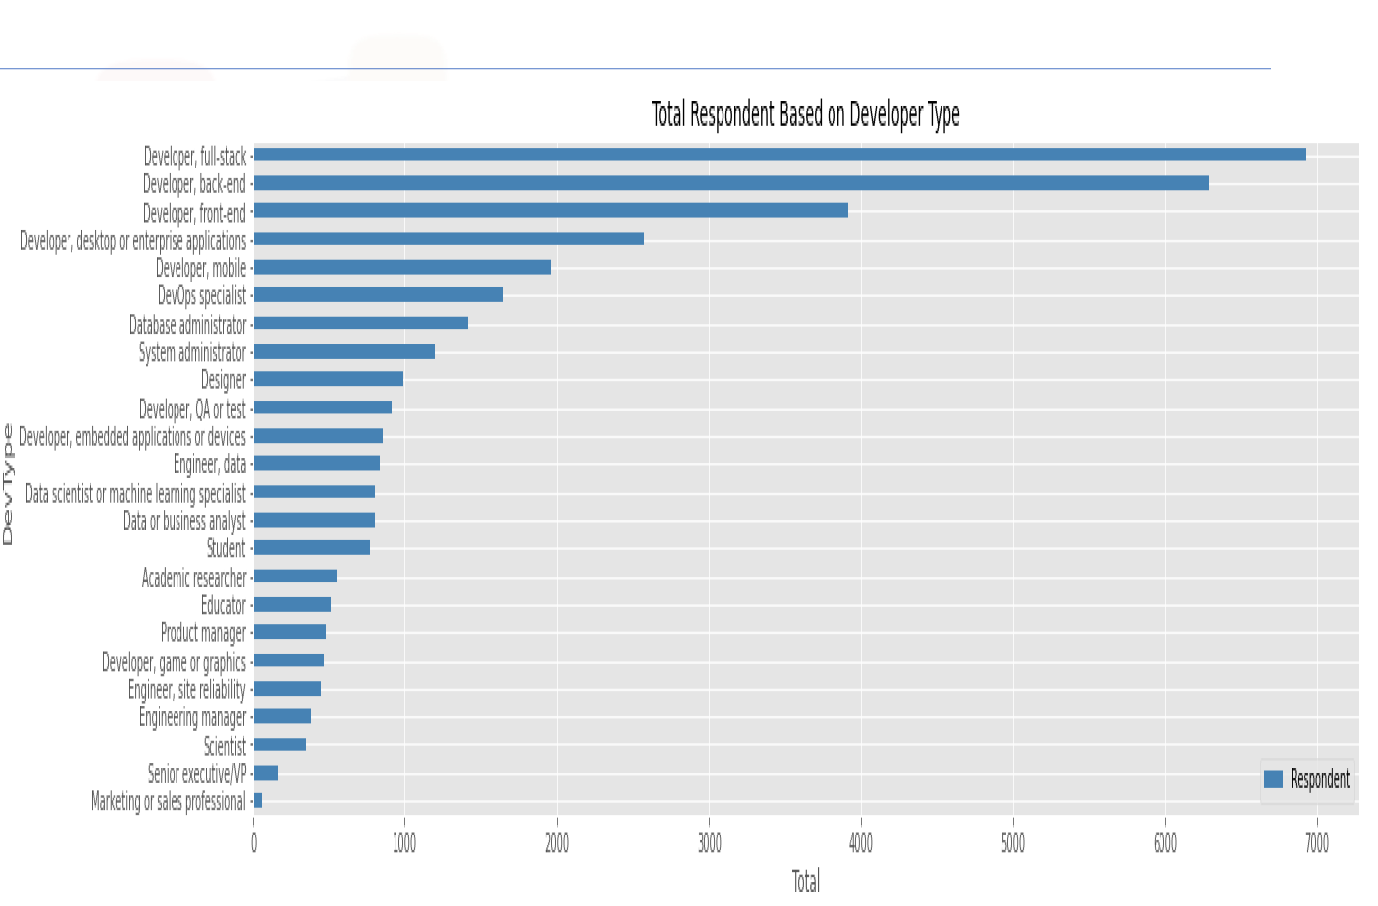 Total Respondent Based on Developer Type
Developer, full-stack
Developer, back-end
Developer, front-end
Developer, desktop or enterprise applications
Developer, mobile
DevOps specialist
Database administrator
System administrator
Designer
Developer, QA or test
Developer, embedded applications or devices
Engineer, data
Data scientist or machine learning specialist
Data or business analyst
Student
Academic researcher
Educator
Product manager
Developer, game or graphics
Engineer, site reliability
Engineering manager
Scientist
Senior executive/VP
Marketing or sales professional
DevType
Respondent
0 1000 2000 3000 4000 5000 6000 7000
Total